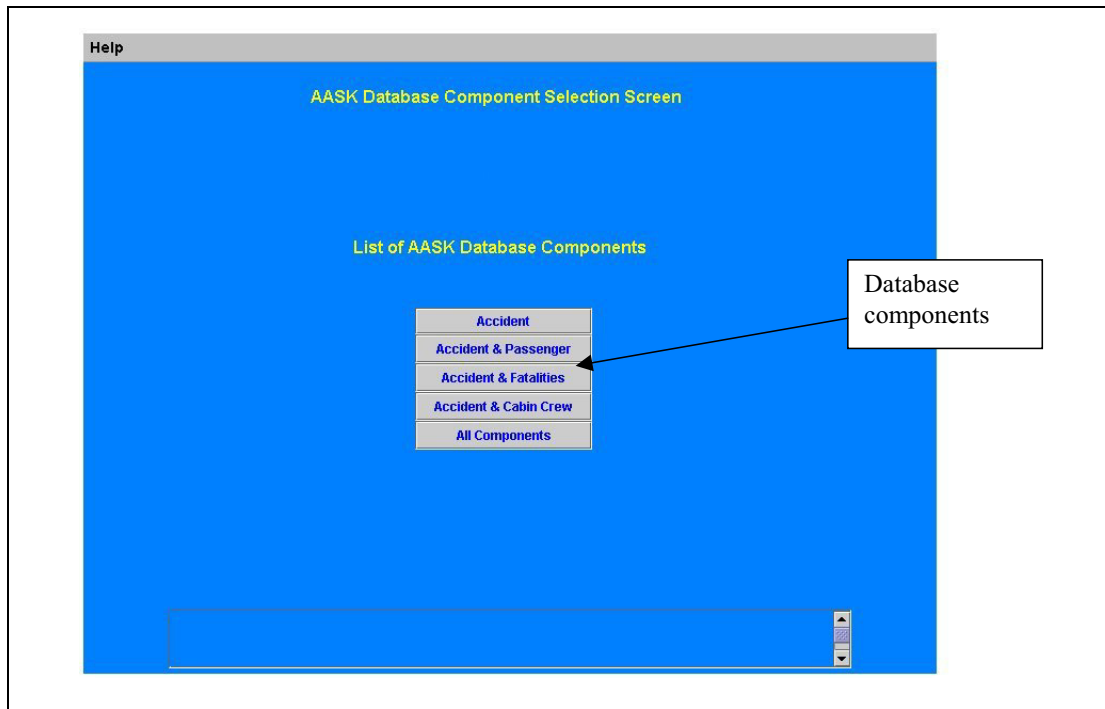 Help
AASK Database Component Selection Screen
List of AASK Database Components
Database
components
Accident
Accident & Passenger
Accident & Fatalities
Accident & Cabin Crew
All Components